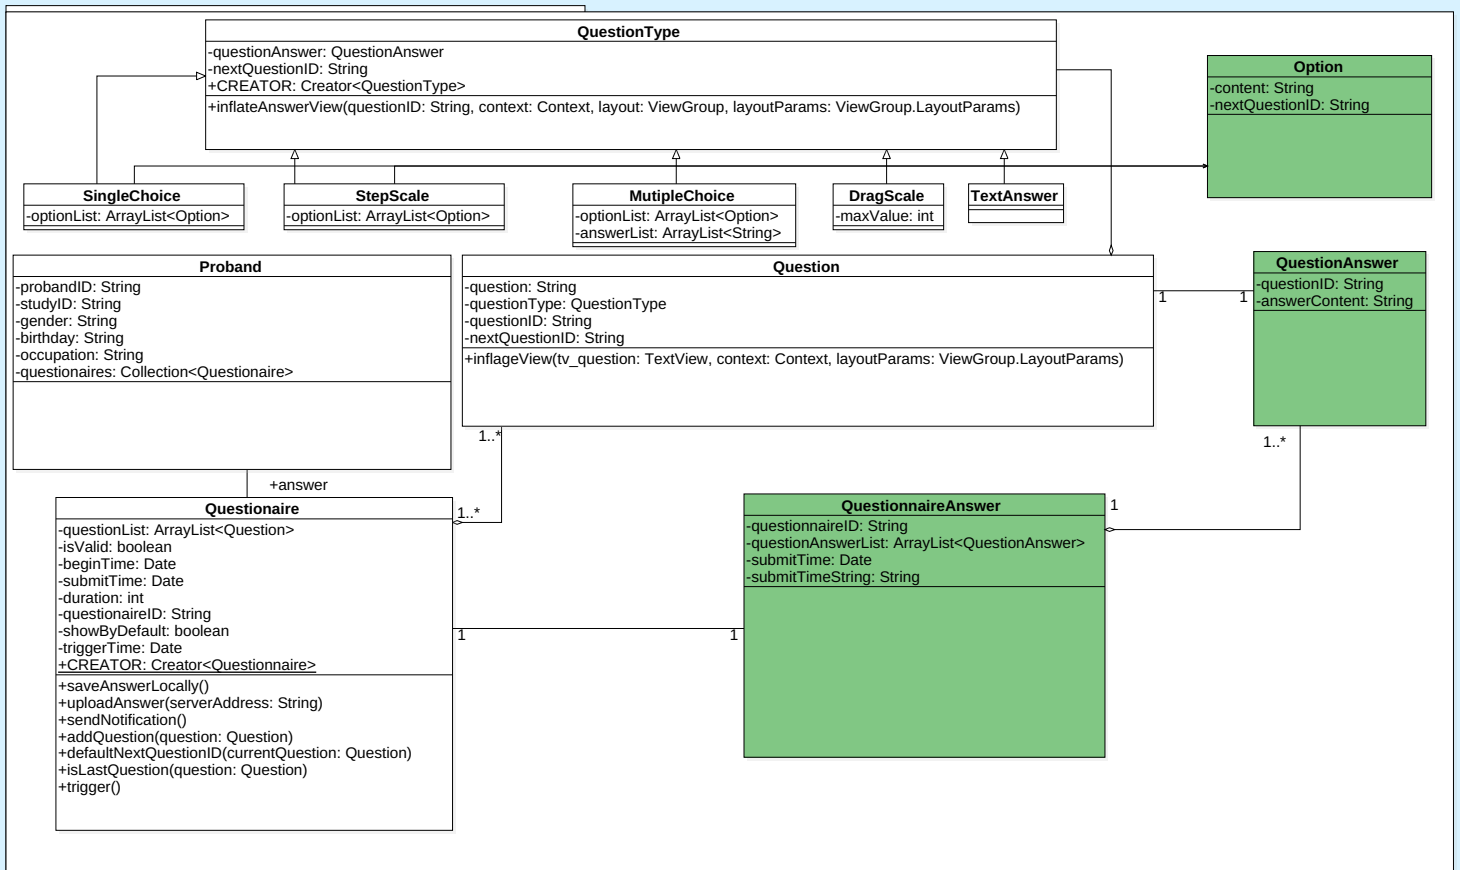 QuestionType
-questionAnswer: QuestionAnswer
-nextQuestionID: String
+CREATOR: Creator<QuestionType>
+inflateAnswerView(questionID: String, context: Context, layout: ViewGroup, layoutParams: ViewGroup.LayoutParams)
Option
-content: String
-nextQuestionID: String
SingleChoice
-optionList: ArrayList<Option>
StepScale
-optionList: ArrayList<Option>
MutipleChoice
-optionList: ArrayList<Option>
-answerList: ArrayList<String>
DragScale
-maxValue: int
TextAnswer
Proband
-probandID: String
-studyID: String
-gender: String
-birthday: String
-occupation: String
-questionaires: Collection<Questionaire>
Question
-question: String
-questionType: QuestionType
-questionID: String
-nextQuestionID: String
+inflageView(tv_question: TextView, context: Context, layoutParams: ViewGroup.LayoutParams)
1
1
QuestionAnswer
-questionID: String
-answerContent: String
1..*
1..*
+answer
1..*
1
Questionaire
-questionList: ArrayList<Question>
-isValid: boolean
-beginTime: Date
-submitTime: Date
-duration: int
-questionaireID: String
-showByDefault: boolean
-triggerTime: Date
+CREATOR: Creator<Questionnaire>
+saveAnswerLocally()
+uploadAnswer(serverAddress: String)
+sendNotification()
+addQuestion(question: Question)
+defaultNextQuestionID(currentQuestion: Question)
+isLastQuestion(question: Question)
+trigger()
1
1
QuestionnaireAnswer
-questionnaireID: String
-questionAnswerList: ArrayList<QuestionAnswer>
-submitTime: Date
-submitTimeString: String